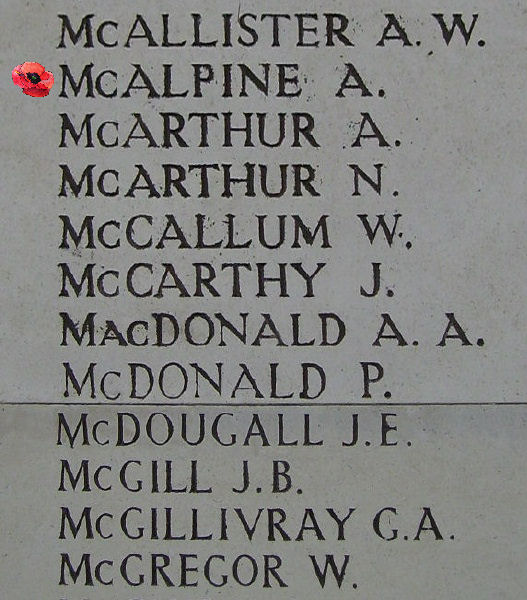 McALLISTER A. W.
McALPINE A.
McARTHUR A.
McARTHUR N.
McCALLUM W.
McCARTHY J.
MacDONALD A. A.
McDONALD P.
McDOUGALL J.E.
McGILL J.B.
McGILLIVRAY G.A.
McGREGOR W.